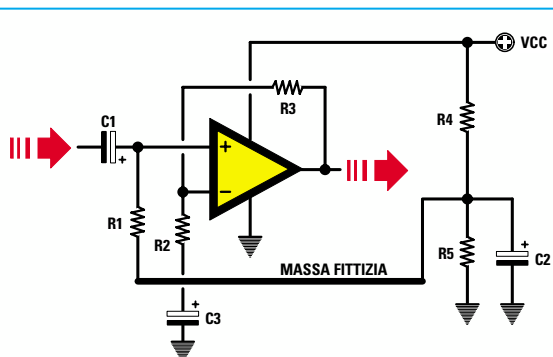 VCC
C1
R3
R4
+
+
−
R1
R2
R5
+
C2
MASSA FITTIZIA
+
C3